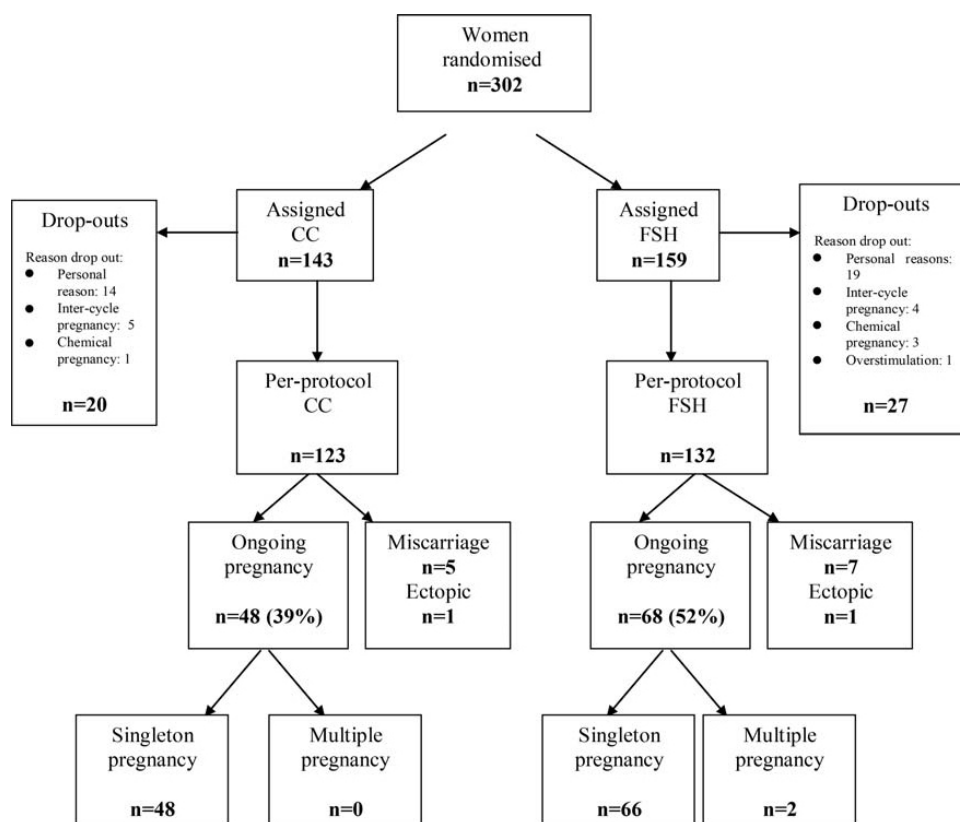 Women
randomised
n=302
Drop-outs
Reason drop out:
● Personal
reason: 14
● Inter-cycle
pregnancy: 5
● Chemical
pregnancy: 1
n=20
Assigned
CC
n=143
Assigned
FSH
n=159
Drop-outs
Reason drop out:
● Personal reasons:
19
● Inter-cycle
pregnancy: 4
● Chemical
pregnancy: 3
● Overstimulation: 1
n=27
Per-protocol
CC
n=123
Per-protocol
FSH
n=132
Ongoing
pregnancy
n=48 (39%)
Miscarriage
n=5
Ectopic
n=1
Ongoing
pregnancy
n=68 (52%)
Miscarriage
n=7
Ectopic
n=1
Singleton
pregnancy
n=48
Multiple
pregnancy
n=0
Singleton
pregnancy
n=66
Multiple
pregnancy
n=2